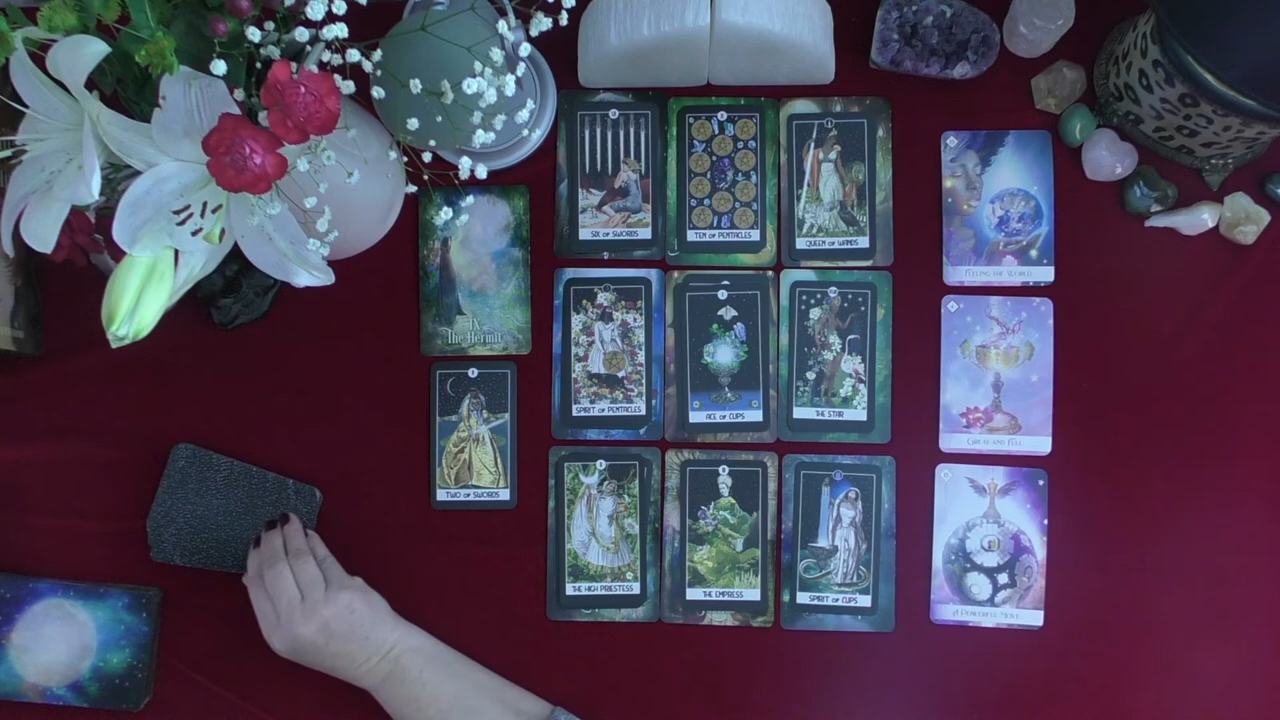 SIX OF SWORDS
TEN OF PENTACLES
QUEEN OF WANDS
FEELING THE WORLD
IX
The Hermit
SPIRIT OF PENTACLES
ACE OF CUPS
THE STAR
GREAT AND FULL
TWO OF SWORDS
THE HIGH PRIESTESS
THE EMPRESS
SPIRIT OF CUPS
A POWERFUL MOVE